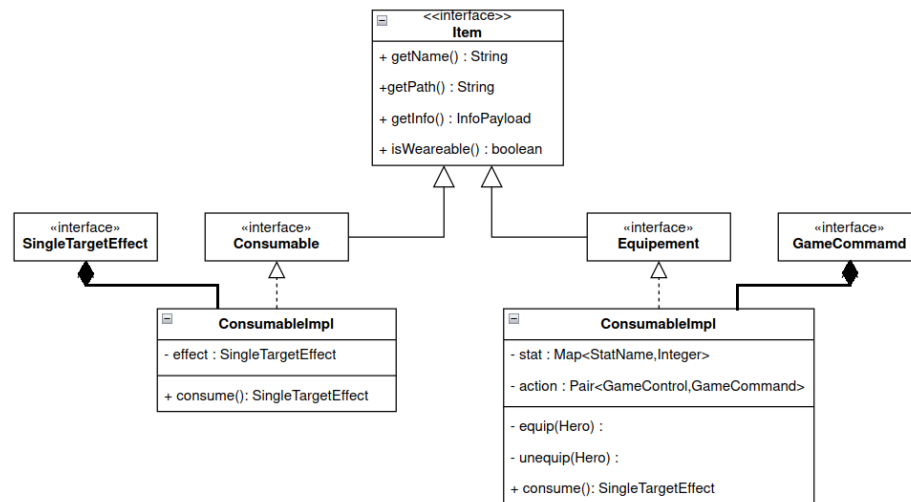 <<interface>>
Item
+ getName() : String
+getPath() : String
+ getInfo() : InfoPayload
+ isWeareable() : boolean
«interface»
SingleTargetEffect
«interface»
Consumable
«interface»
Equipement
«interface»
GameCommamd
ConsumableImpl
- effect : SingleTargetEffect
+ consume(): SingleTargetEffect
ConsumableImpl
- stat : Map<StatName,Integer>
- action : Pair<GameControl,GameCommand>
- equip(Hero) :
- unequip(Hero) :
+ consume(): SingleTargetEffect